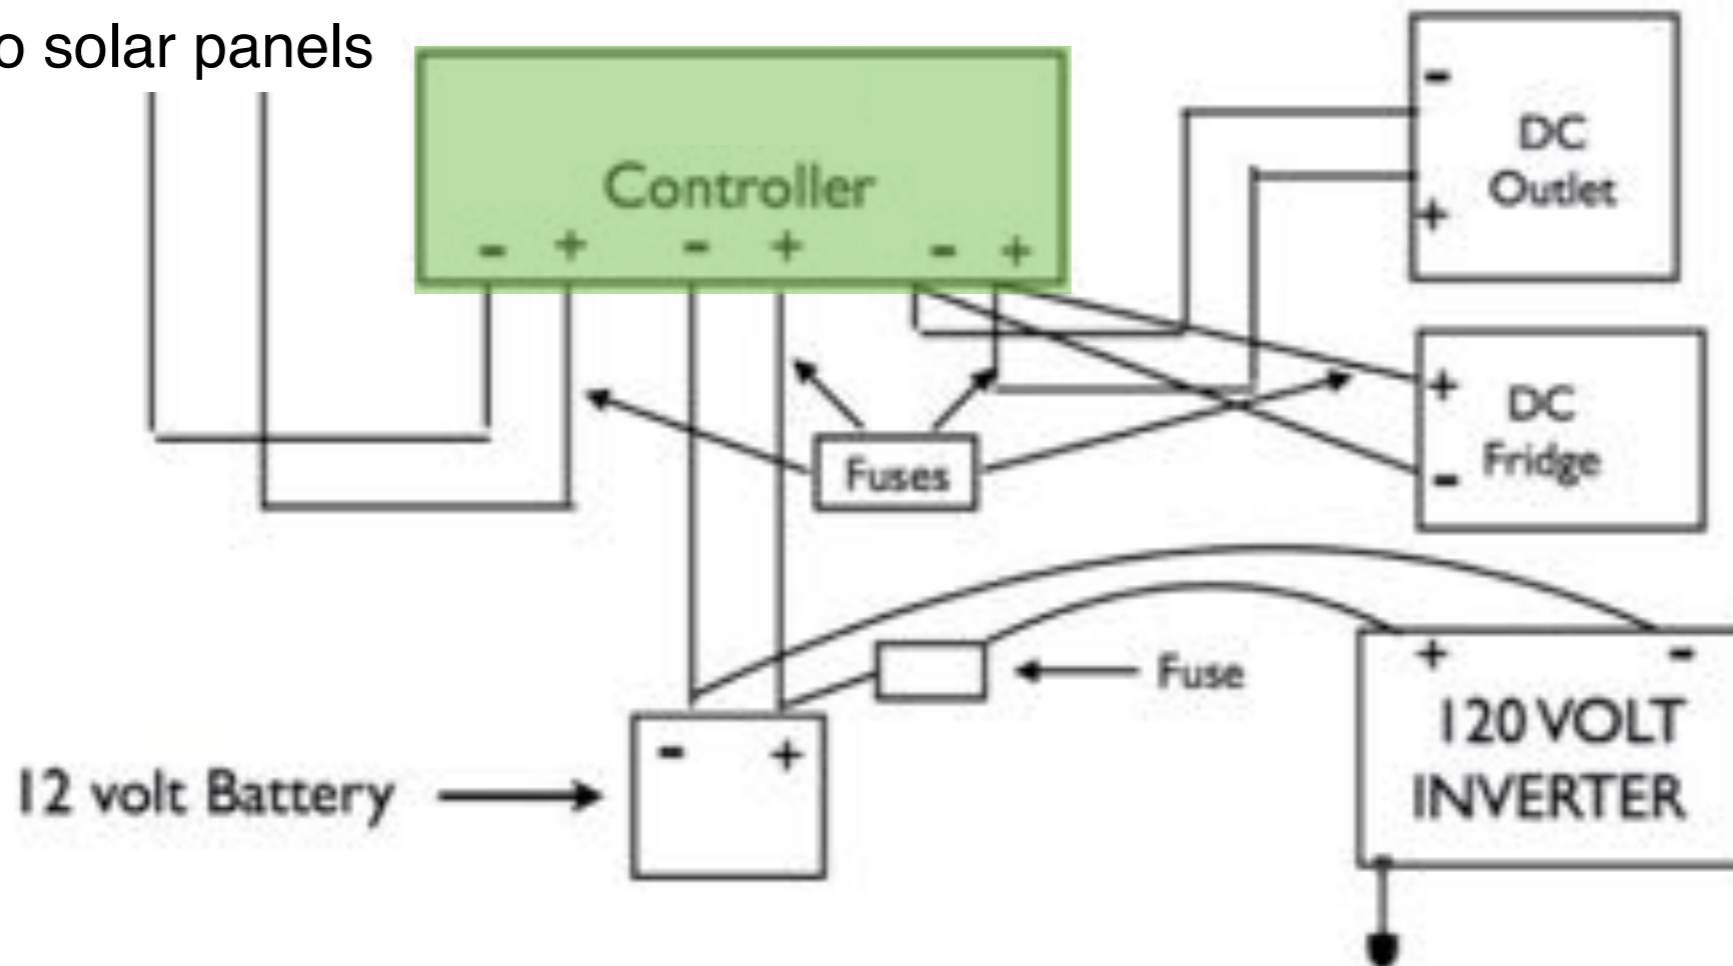 o solar panels
Controller
- + - + - +
-
DC
Outlet
+
Fuses
+
DC
Fridge
-
Fuse
+ -
120 VOLT
INVERTER
12 volt Battery
- +